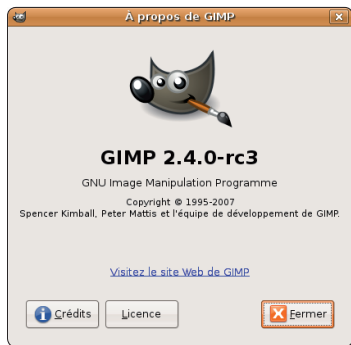 À propos de GIMP
GIMP 2.4.0-rc3
GNU Image Manipulation Programme
Copyright © 1995-2007
Spencer Kimball, Peter Mattis et l'équipe de développement de GIMP.
Visitez le site Web de GIMP
Crédits
Licence
Fermer